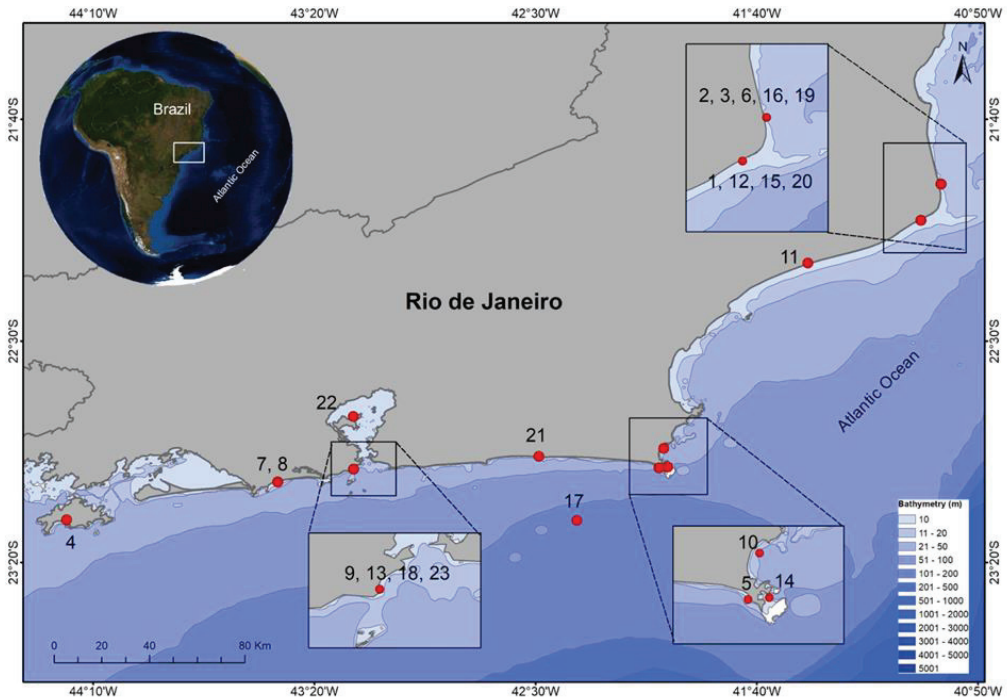 44°10'W 43°20'W 42°30'W 41°40'W 40°50'W
N
Brazil
Atlantic Ocean
2, 3, 6, 16, 19
1, 12, 15, 20
21°40'S 21°40'S
11
Rio de Janeiro
22°30'S 22°30'S
Atlantic Ocean
22
21
7, 8
17
4
9, 13, 18, 23
10
5 14
23°20'S 23°20'S
Bathymetry (m)
10
11 - 20
21 - 50
51 - 100
101 - 200
201 - 500
501 - 1000
1001 - 2000
2001 - 3000
3001 - 4000
4001 - 5000
5001
0 20 40 80 Km
44°10'W 43°20'W 42°30'W 41°40'W 40°50'W